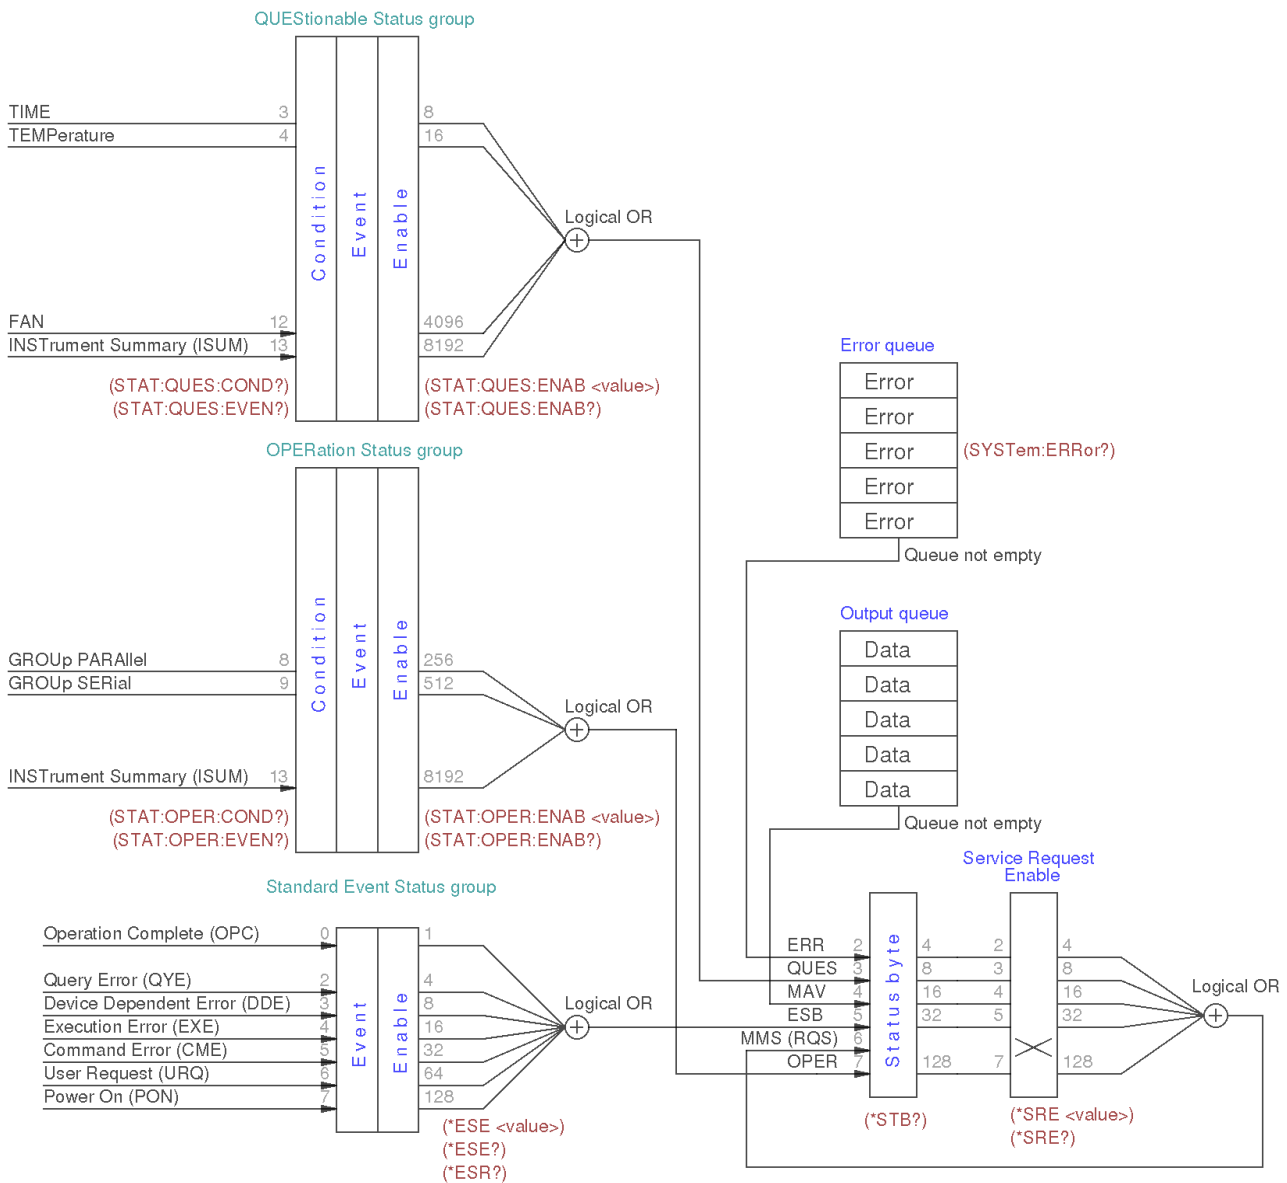 QUEStionable Status group
TIME 3 8
TEMPerature 4 16
Condition
Event
Enable
Logical OR
FAN 12 4096
INSTrument Summary (ISUM) 13 8192
(STAT:QUES:COND?) (STAT:QUES:ENAB <value>)
(STAT:QUES:EVEN?) (STAT:QUES:ENAB?)
Error queue
Error
Error
Error (SYSTem:ERRor?)
Error
Error
Queue not empty
OPERation Status group
Condition
Event
Enable
GROUp PARAllel 8 256
GROUp SERial 9 512
Logical OR
INSTrument Summary (ISUM) 13 8192
(STAT:OPER:COND?) (STAT:OPER:ENAB <value>)
(STAT:OPER:EVEN?) (STAT:OPER:ENAB?)
Output queue
Data
Data
Data
Data
Data
Queue not empty
Standard Event Status group
Operation Complete (OPC) 0 1
Query Error (QYE) 2 4
Device Dependent Error (DDE) 3 8
Execution Error (EXE) 4 16
Command Error (CME) 5 32
User Request (URQ) 6 64
Power On (PON) 7 128
Event
Enable
Logical OR
(*ESE <value>)
(*ESE?)
(*ESR?)
Service Request
Enable
ERR 2 4 2 4
QUES 3 8 3 8
MAV 4 16 4 16
ESB 5 32 5 32
MMS (RQS) 6
OPER 7 128 7 128
Status byte
Logical OR
(*STB?)
(*SRE <value>)
(*SRE?)